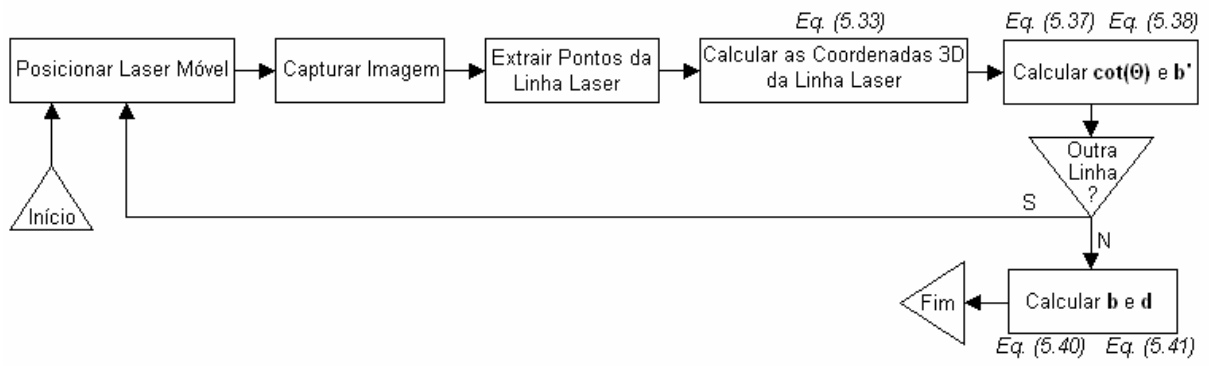 Eq. (5.33)
Eq. (5.37) Eq. (5.38)
Posicionar Laser Móvel
Capturar Imagem
Extrair Pontos da
Linha Laser
Calcular as Coordenadas 3D
da Linha Laser
Calcular cot(Θ) e b'
Outra
Linha
?
S
N
Início
Fim
Calcular b e d
Eq. (5.40) Eq. (5.41)